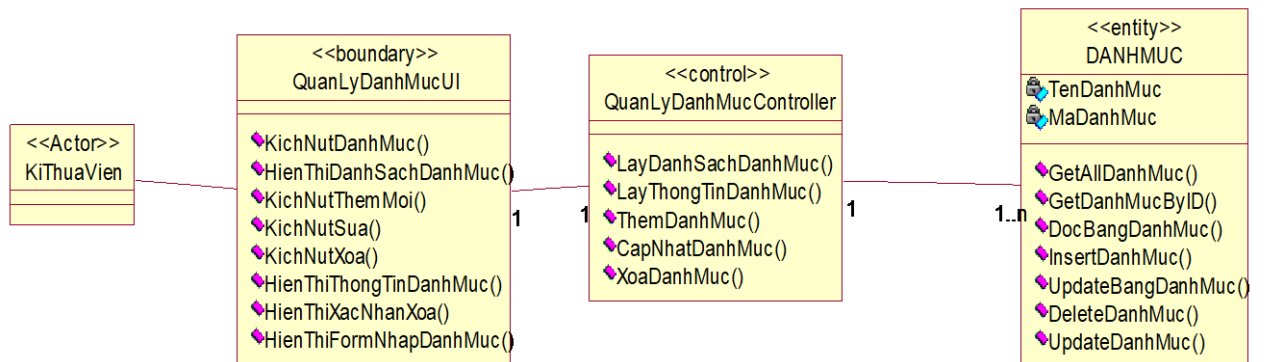 <<Actor>>
KiThuaVien
<<boundary>>
QuanLyDanhMucUI
KichNutDanhMuc()
HienThiDanhSachDanhMuc()
KichNutThemMoi()
KichNutSua()
KichNutXoa()
HienThiThongTinDanhMuc()
HienThiXacNhanXoa()
HienThiFormNhapDanhMuc()
1
1
<<control>>
QuanLyDanhMucController
LayDanhSachDanhMuc()
LayThongTinDanhMuc()
ThemDanhMuc()
CapNhatDanhMuc()
XoaDanhMuc()
1
1..n
<<entity>>
DANHMUC
TenDanhMuc
MaDanhMuc
GetAllDanhMuc()
GetDanhMucByID()
DocBangDanhMuc()
InsertDanhMuc()
UpdateBangDanhMuc()
DeleteDanhMuc()
UpdateDanhMuc()